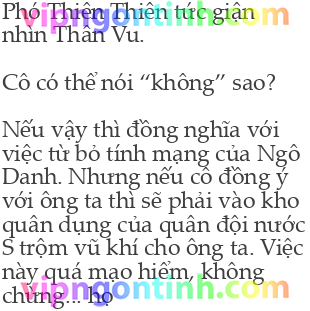 vipngontinh.com
Phó Thiên Thiên tức giận
nhìn Thân Vu.
Cô có thể nói “không” sao?
Nếu vậy thì đồng nghĩa với
việc từ bỏ tính mạng của Ngô
Danh. Nhưng nếu cô đồng ý
với ông ta thì sẽ phải vào kho
quân dụng của quân đội nước
S trộm vũ khí cho ông ta. Việc
này quá mạo hiểm, không
chừng... họ
vipngontinh.com